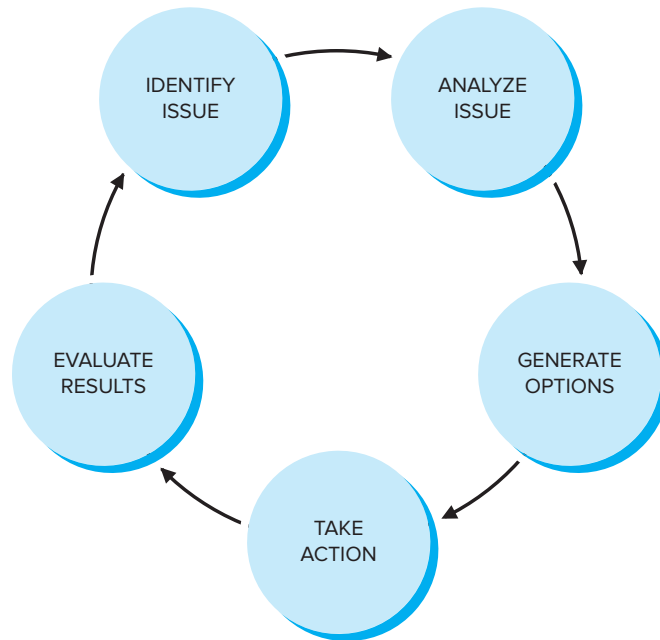 IDENTIFY
ISSUE
ANALYZE
ISSUE
GENERATE
OPTIONS
TAKE
ACTION
EVALUATE
RESULTS